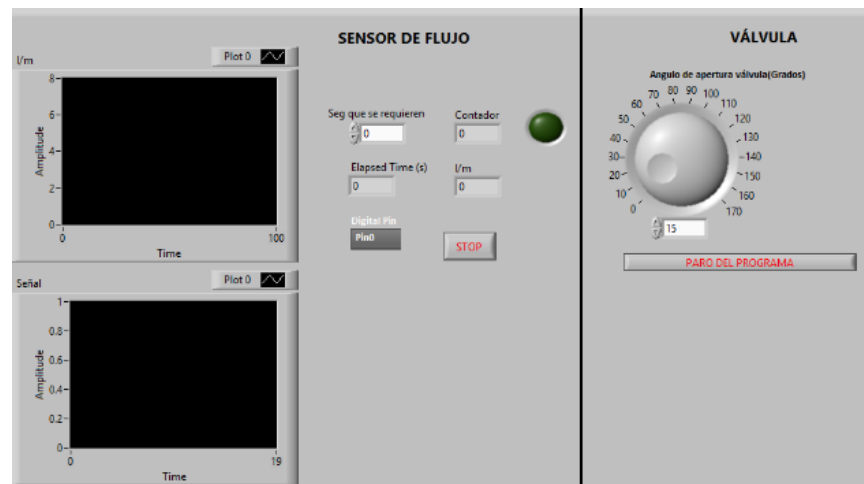 SENSOR DE FLUJO
l/m
Plot 0
8
6
4
2
0
Amplitude
0
100
Time
Señal
Plot 0
1
0.8
0.6
0.4
0.2
0
Amplitude
0
19
Time
Seg que se requieren
0
Contador
0
Elapsed Time (s)
0
l/m
0
Digital Pin
Pin0
STOP
VÁLVULA
Angulo de apertura válvula(Grados)
0
10
20
30
40
50
60
70
80
90
100
110
120
130
140
150
160
170
15
PARO DEL PROGRAMA